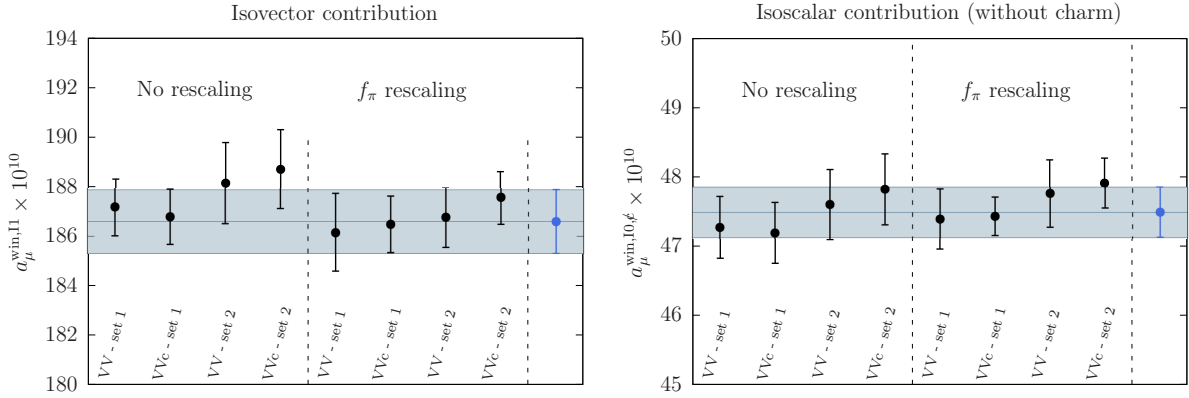 Isovector contribution
194
192
190
188
186
184
182
180
a_μ^{win,I1} × 10^{10}
No rescaling
f_π rescaling
VV - set 1
VVc - set 1
VV - set 2
VVc - set 2
VV - set 1
VVc - set 1
VV - set 2
VVc - set 2
Isoscalar contribution (without charm)
50
49
48
47
46
45
a_μ^{win,I0,c̸} × 10^{10}
No rescaling
f_π rescaling
VV - set 1
VVc - set 1
VV - set 2
VVc - set 2
VV - set 1
VVc - set 1
VV - set 2
VVc - set 2